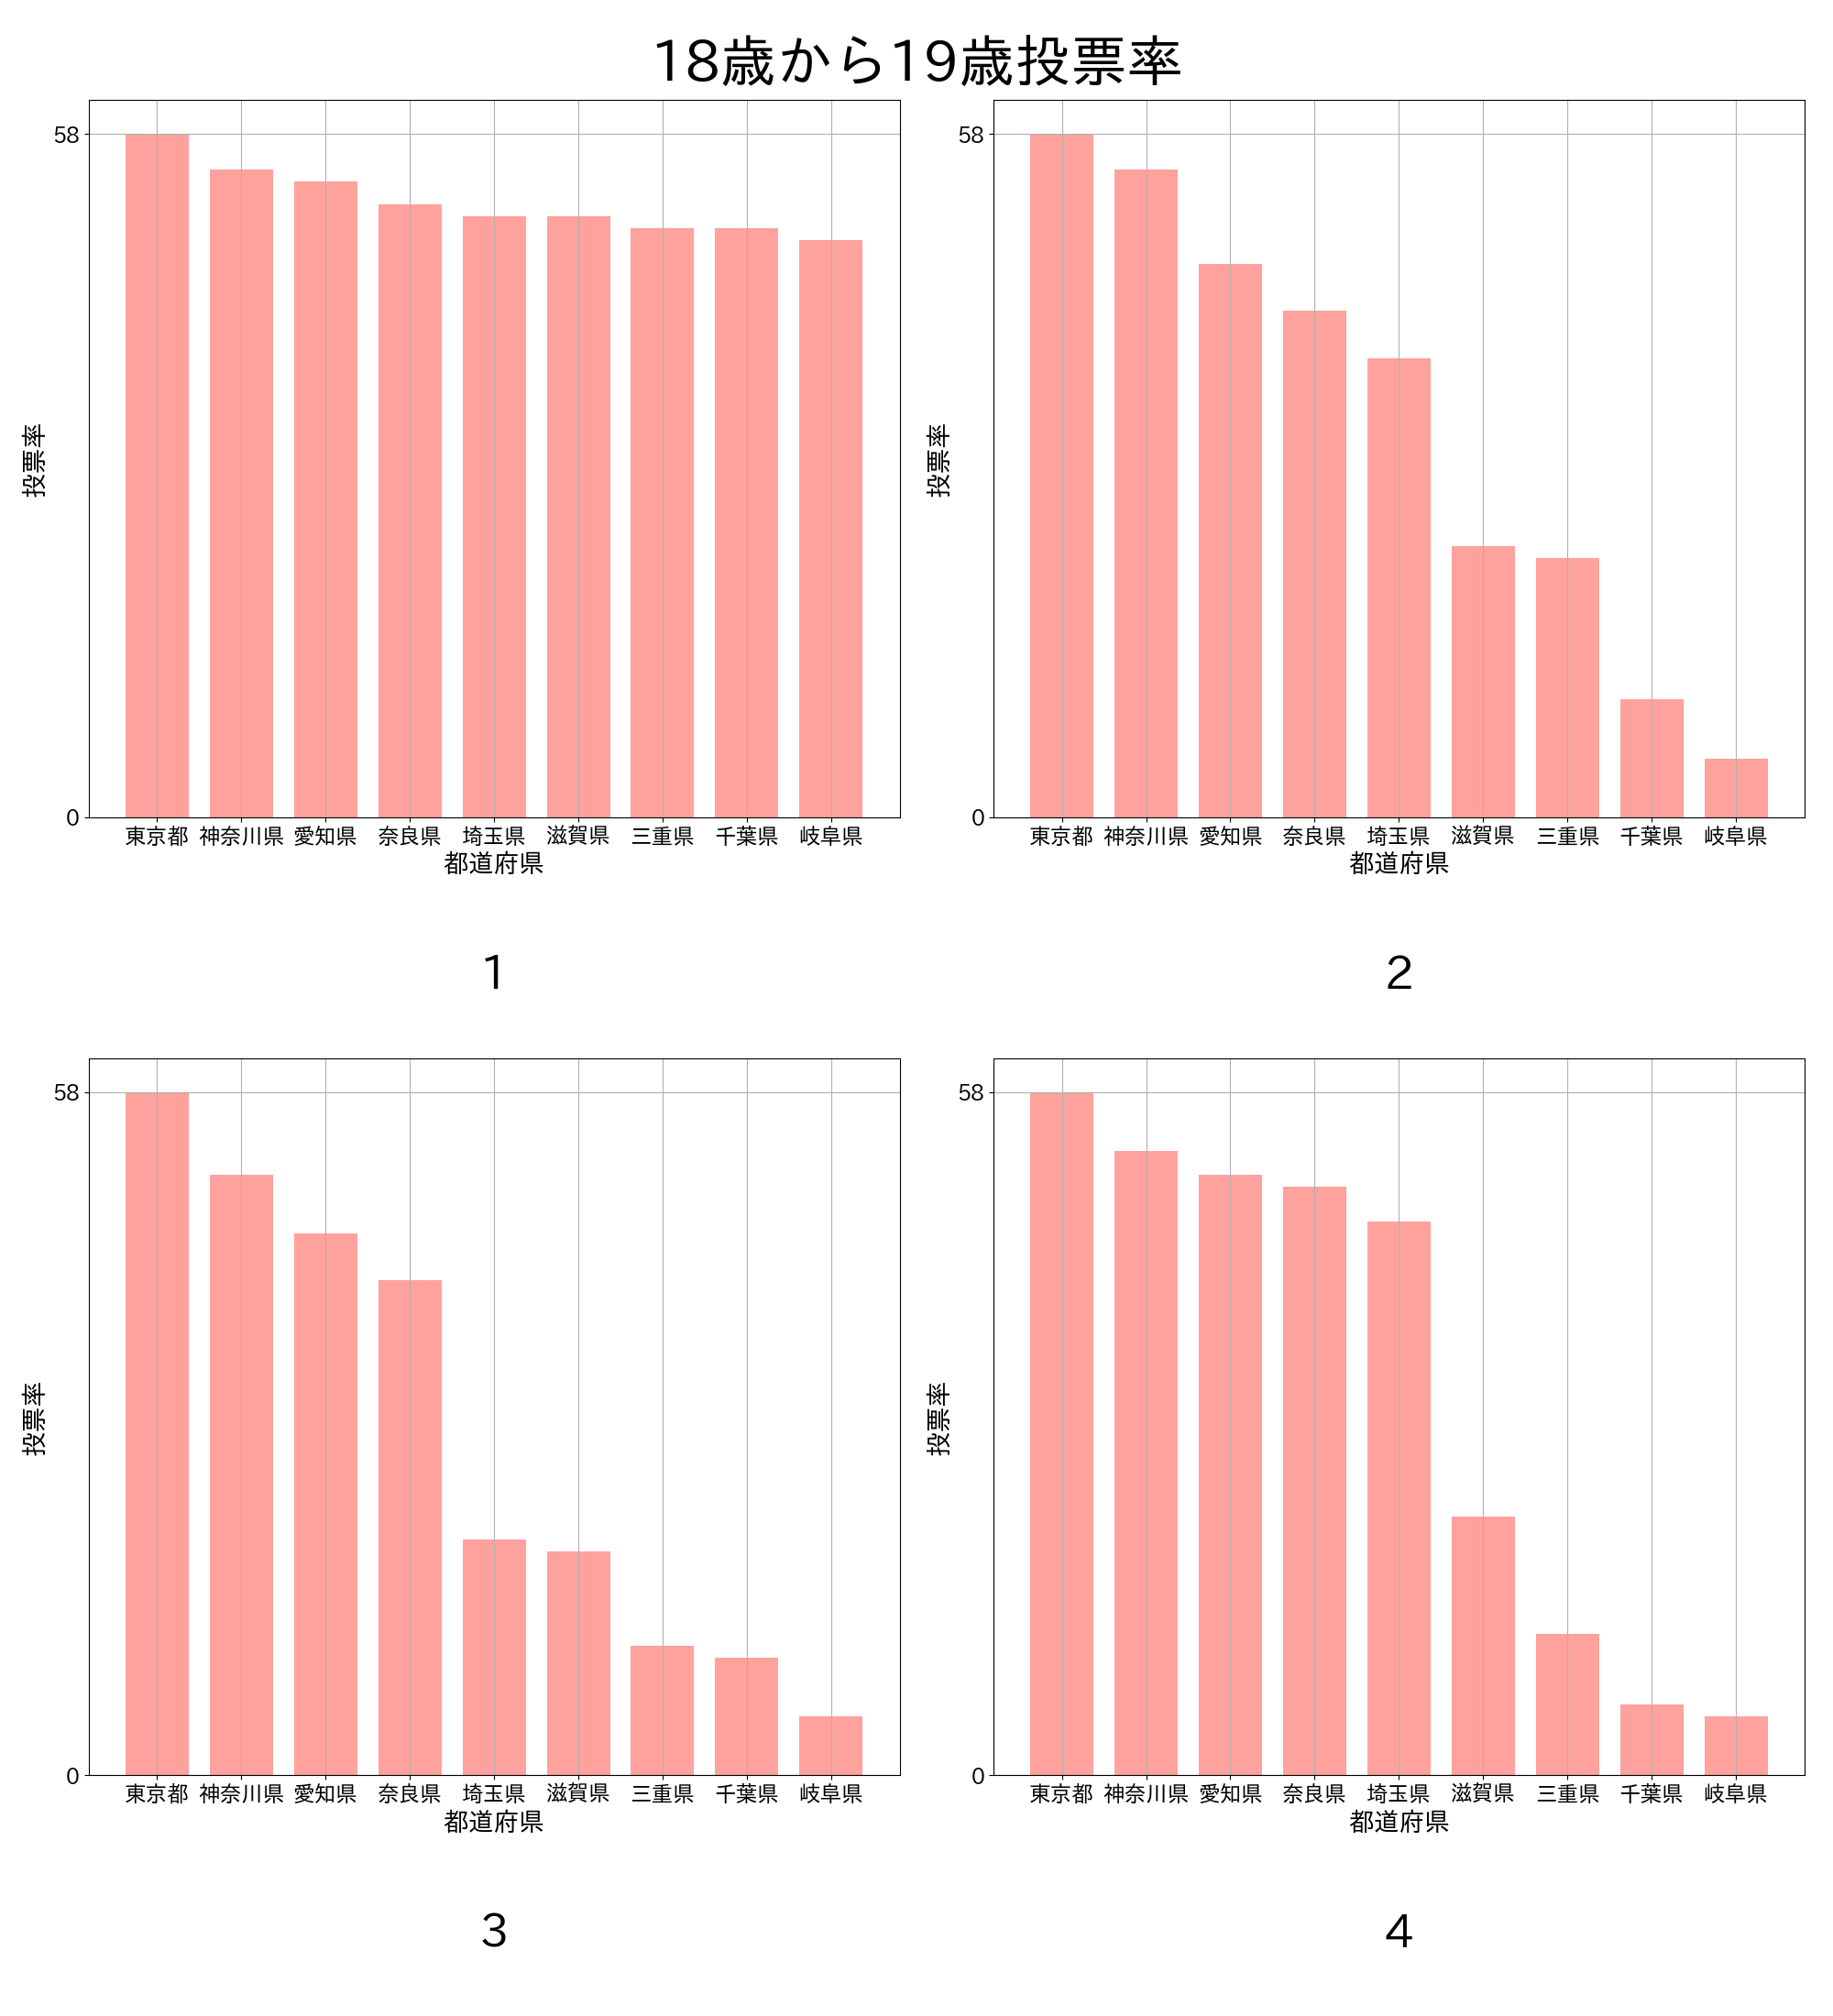 18歳から19歳投票率
58
0
投票率
東京都 神奈川県 愛知県 奈良県 埼玉県 滋賀県 三重県 千葉県 岐阜県
都道府県
1
58
0
投票率
東京都 神奈川県 愛知県 奈良県 埼玉県 滋賀県 三重県 千葉県 岐阜県
都道府県
2
58
0
投票率
東京都 神奈川県 愛知県 奈良県 埼玉県 滋賀県 三重県 千葉県 岐阜県
都道府県
3
58
0
投票率
東京都 神奈川県 愛知県 奈良県 埼玉県 滋賀県 三重県 千葉県 岐阜県
都道府県
4